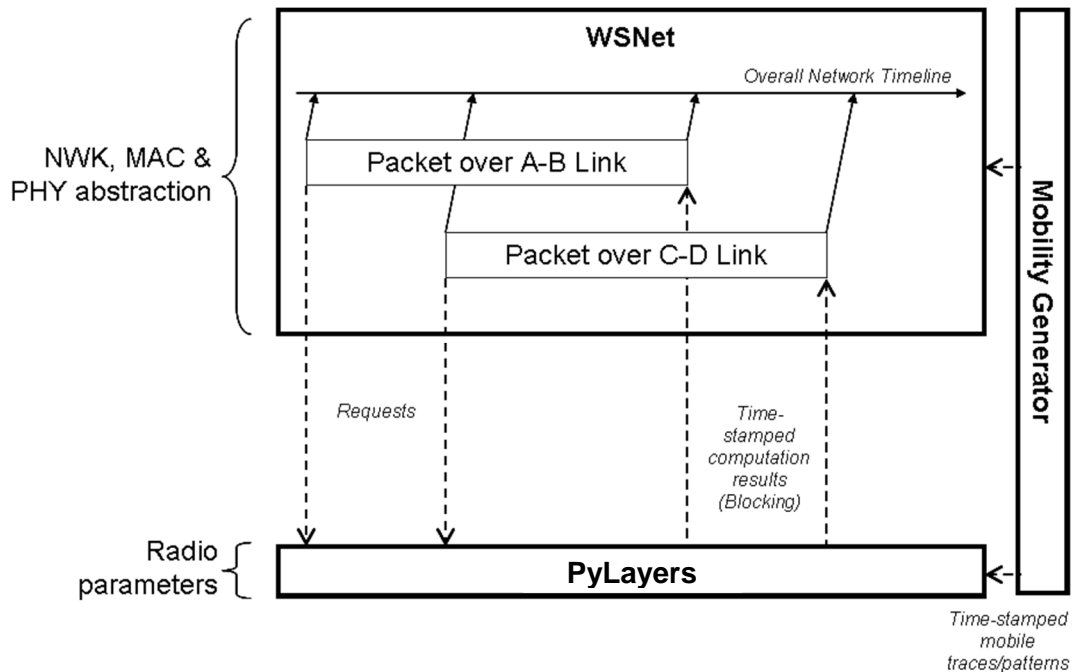 WSNet
Overall Network Timeline
NWK, MAC &
PHY abstraction
Packet over A-B Link
Packet over C-D Link
Mobility Generator
Requests
Time-
stamped
computation
results
(Blocking)
Radio
parameters
PyLayers
Time-stamped
mobile
traces/patterns